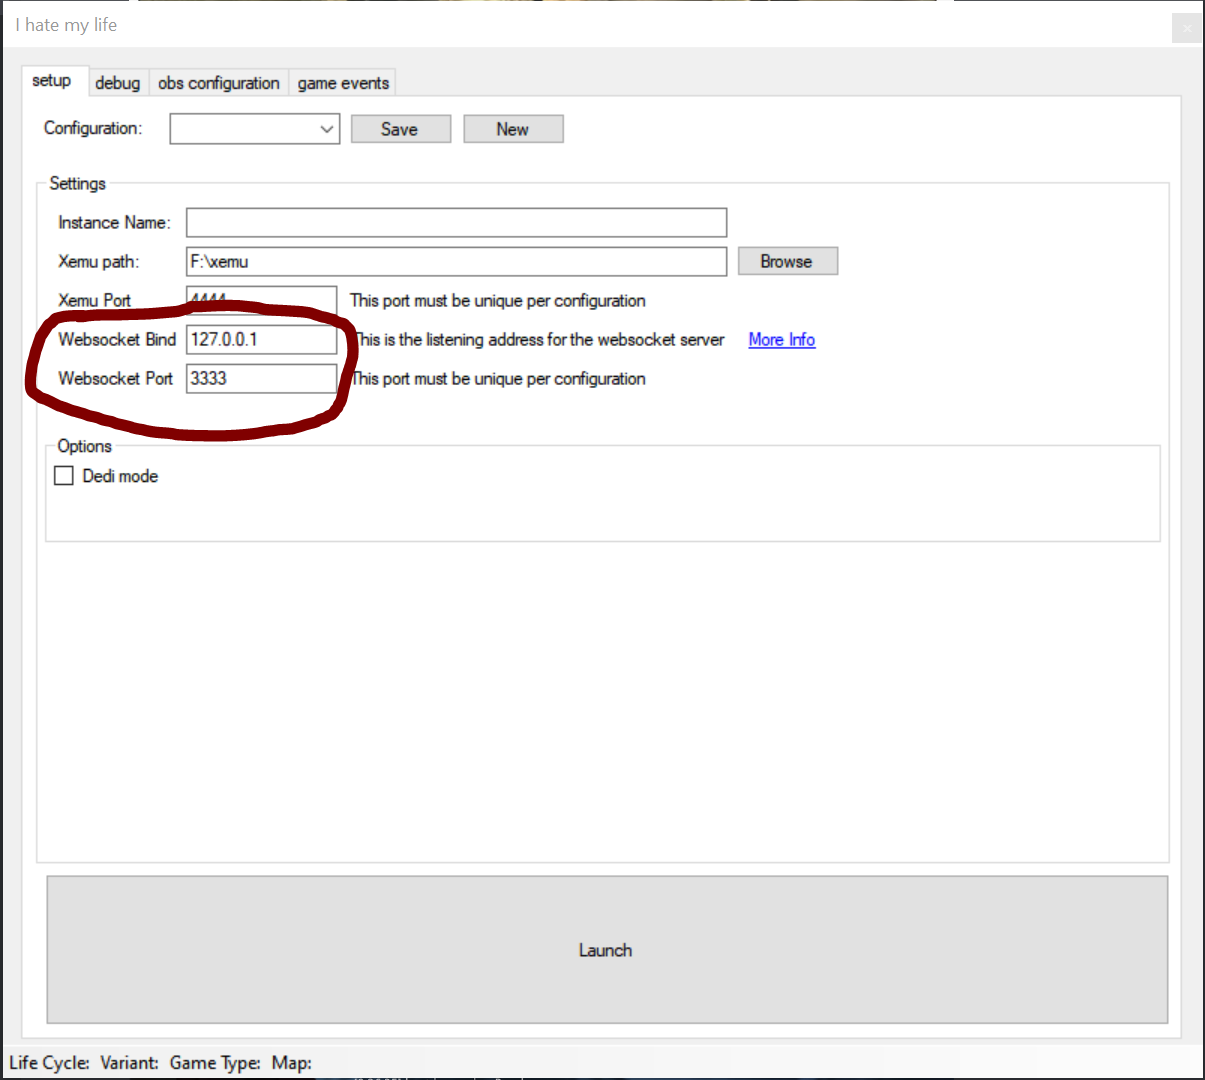 I hate my life
setup debug obs configuration game events
Configuration: Save New
Settings
Instance Name:
Xemu path: F:\xemu Browse
Xemu Port 4444 This port must be unique per configuration
Websocket Bind 127.0.0.1 This is the listening address for the websocket server More Info
Websocket Port 3333 This port must be unique per configuration
Options
Dedi mode
Launch
Life Cycle: Variant: Game Type: Map: